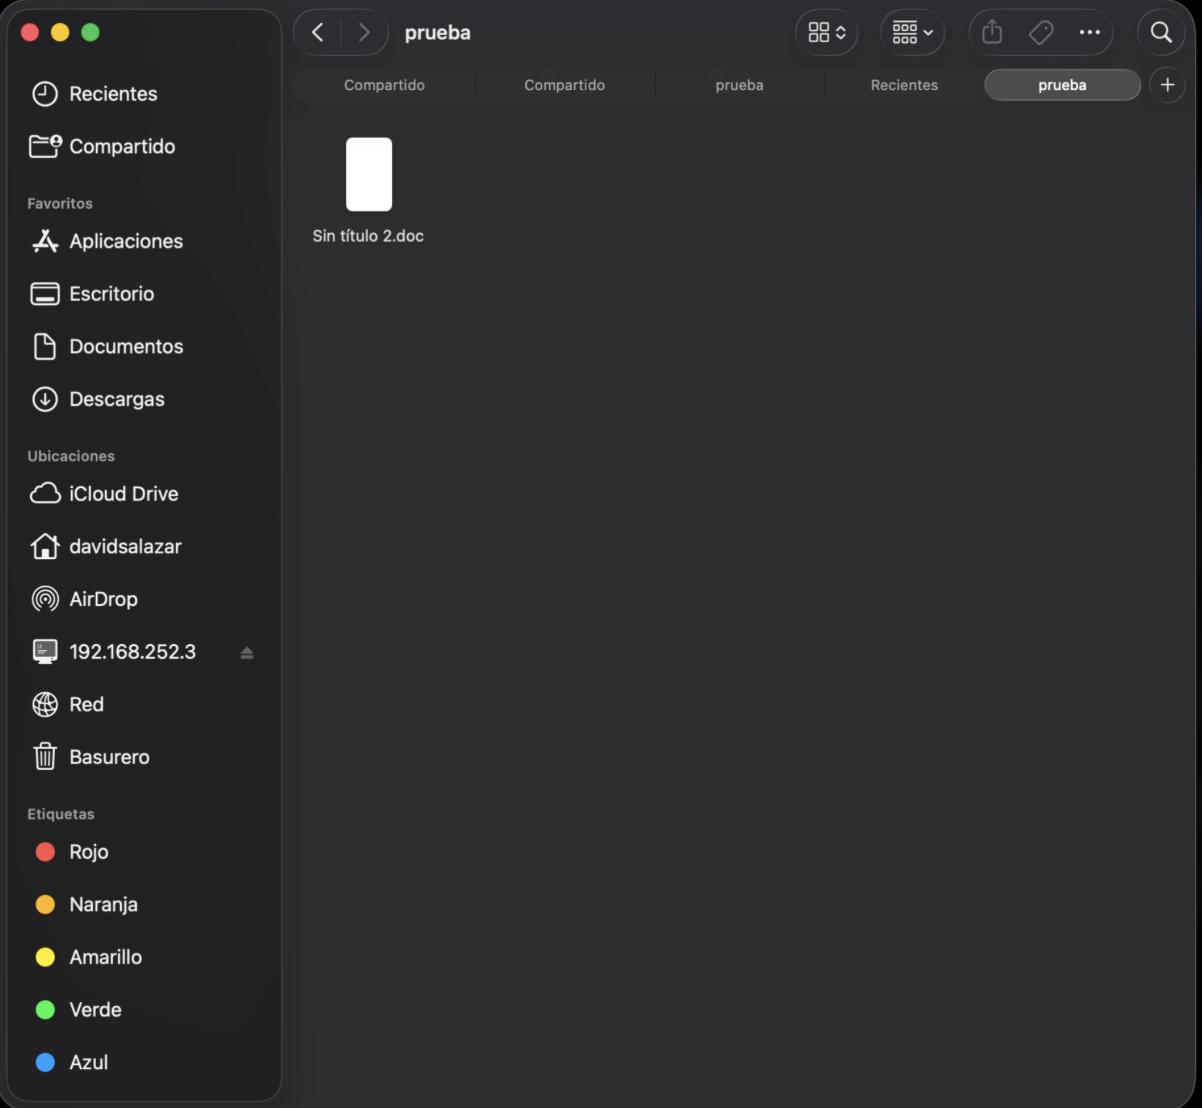 prueba
Compartido
Compartido
prueba
Recientes
prueba
Recientes
Compartido
Favoritos
Aplicaciones
Escritorio
Documentos
Descargas
Ubicaciones
iCloud Drive
davidsalazar
AirDrop
192.168.252.3
Red
Basurero
Etiquetas
Rojo
Naranja
Amarillo
Verde
Azul
Sin título 2.doc